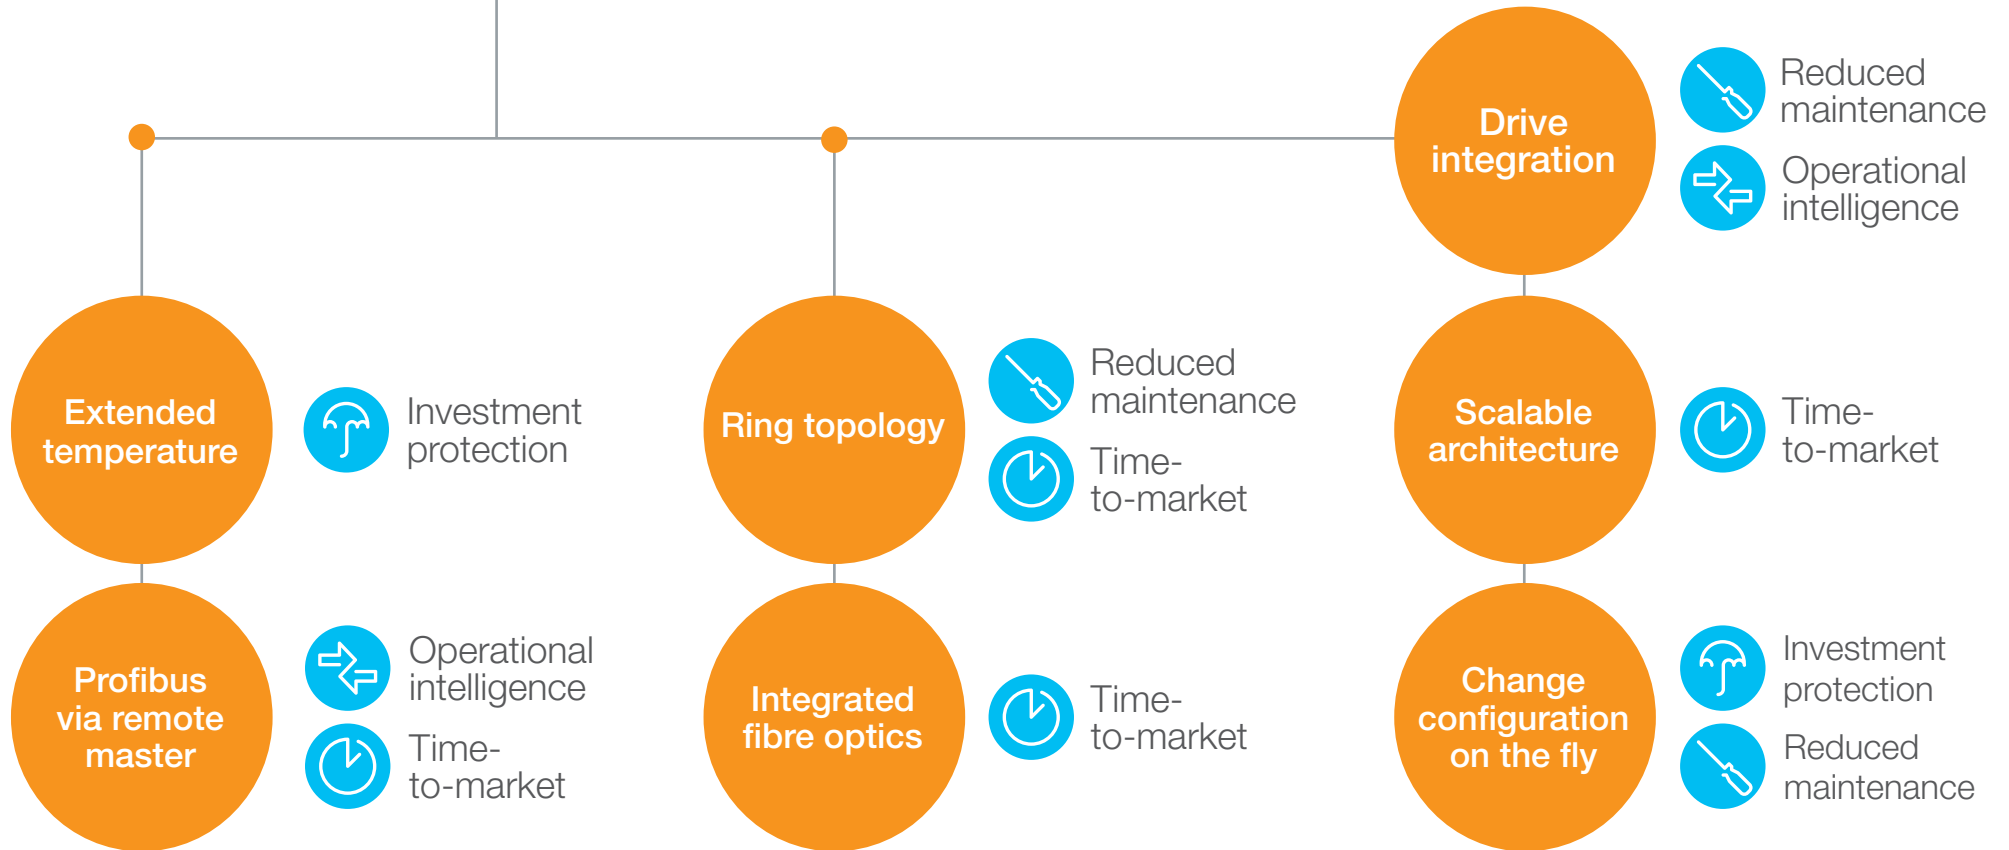 Drive
integration
Reduced
maintenance
Operational
intelligence
Extended
temperature
Investment
protection
Ring topology
Reduced
maintenance
Time-
to-market
Scalable
architecture
Time-
to-market
Profibus
via remote
master
Operational
intelligence
Time-
to-market
Integrated
fibre optics
Time-
to-market
Change
configuration
on the fly
Investment
protection
Reduced
maintenance